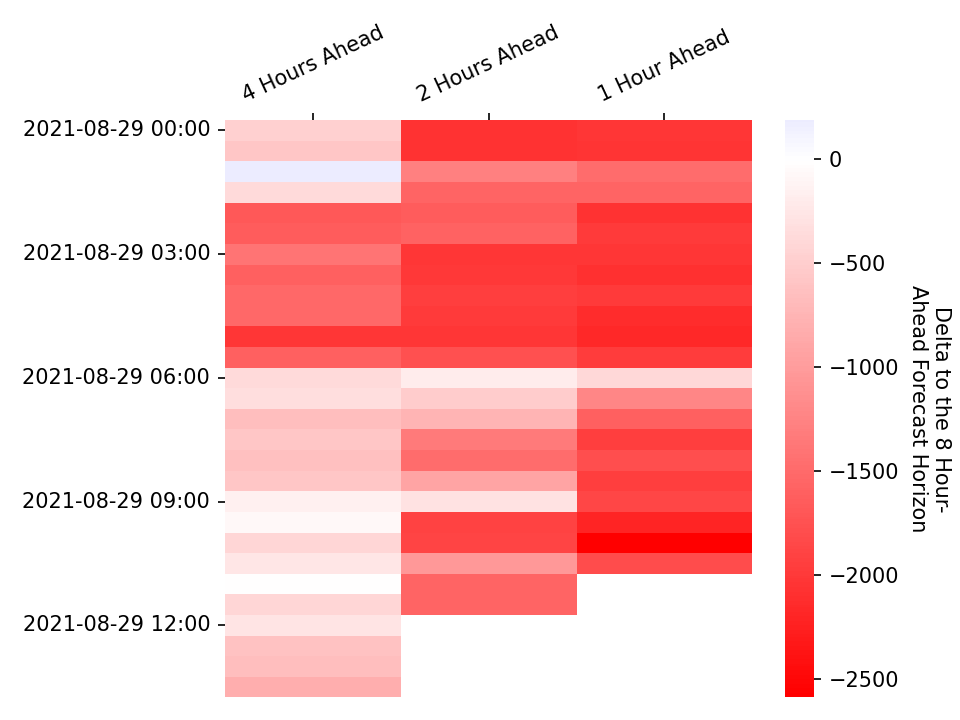 4 Hours Ahead
2 Hours Ahead
1 Hour Ahead
2021-08-29 00:00
2021-08-29 03:00
2021-08-29 06:00
2021-08-29 09:00
2021-08-29 12:00
0
−500
−1000
−1500
−2000
−2500
Delta to the 8 Hour-
Ahead Forecast Horizon